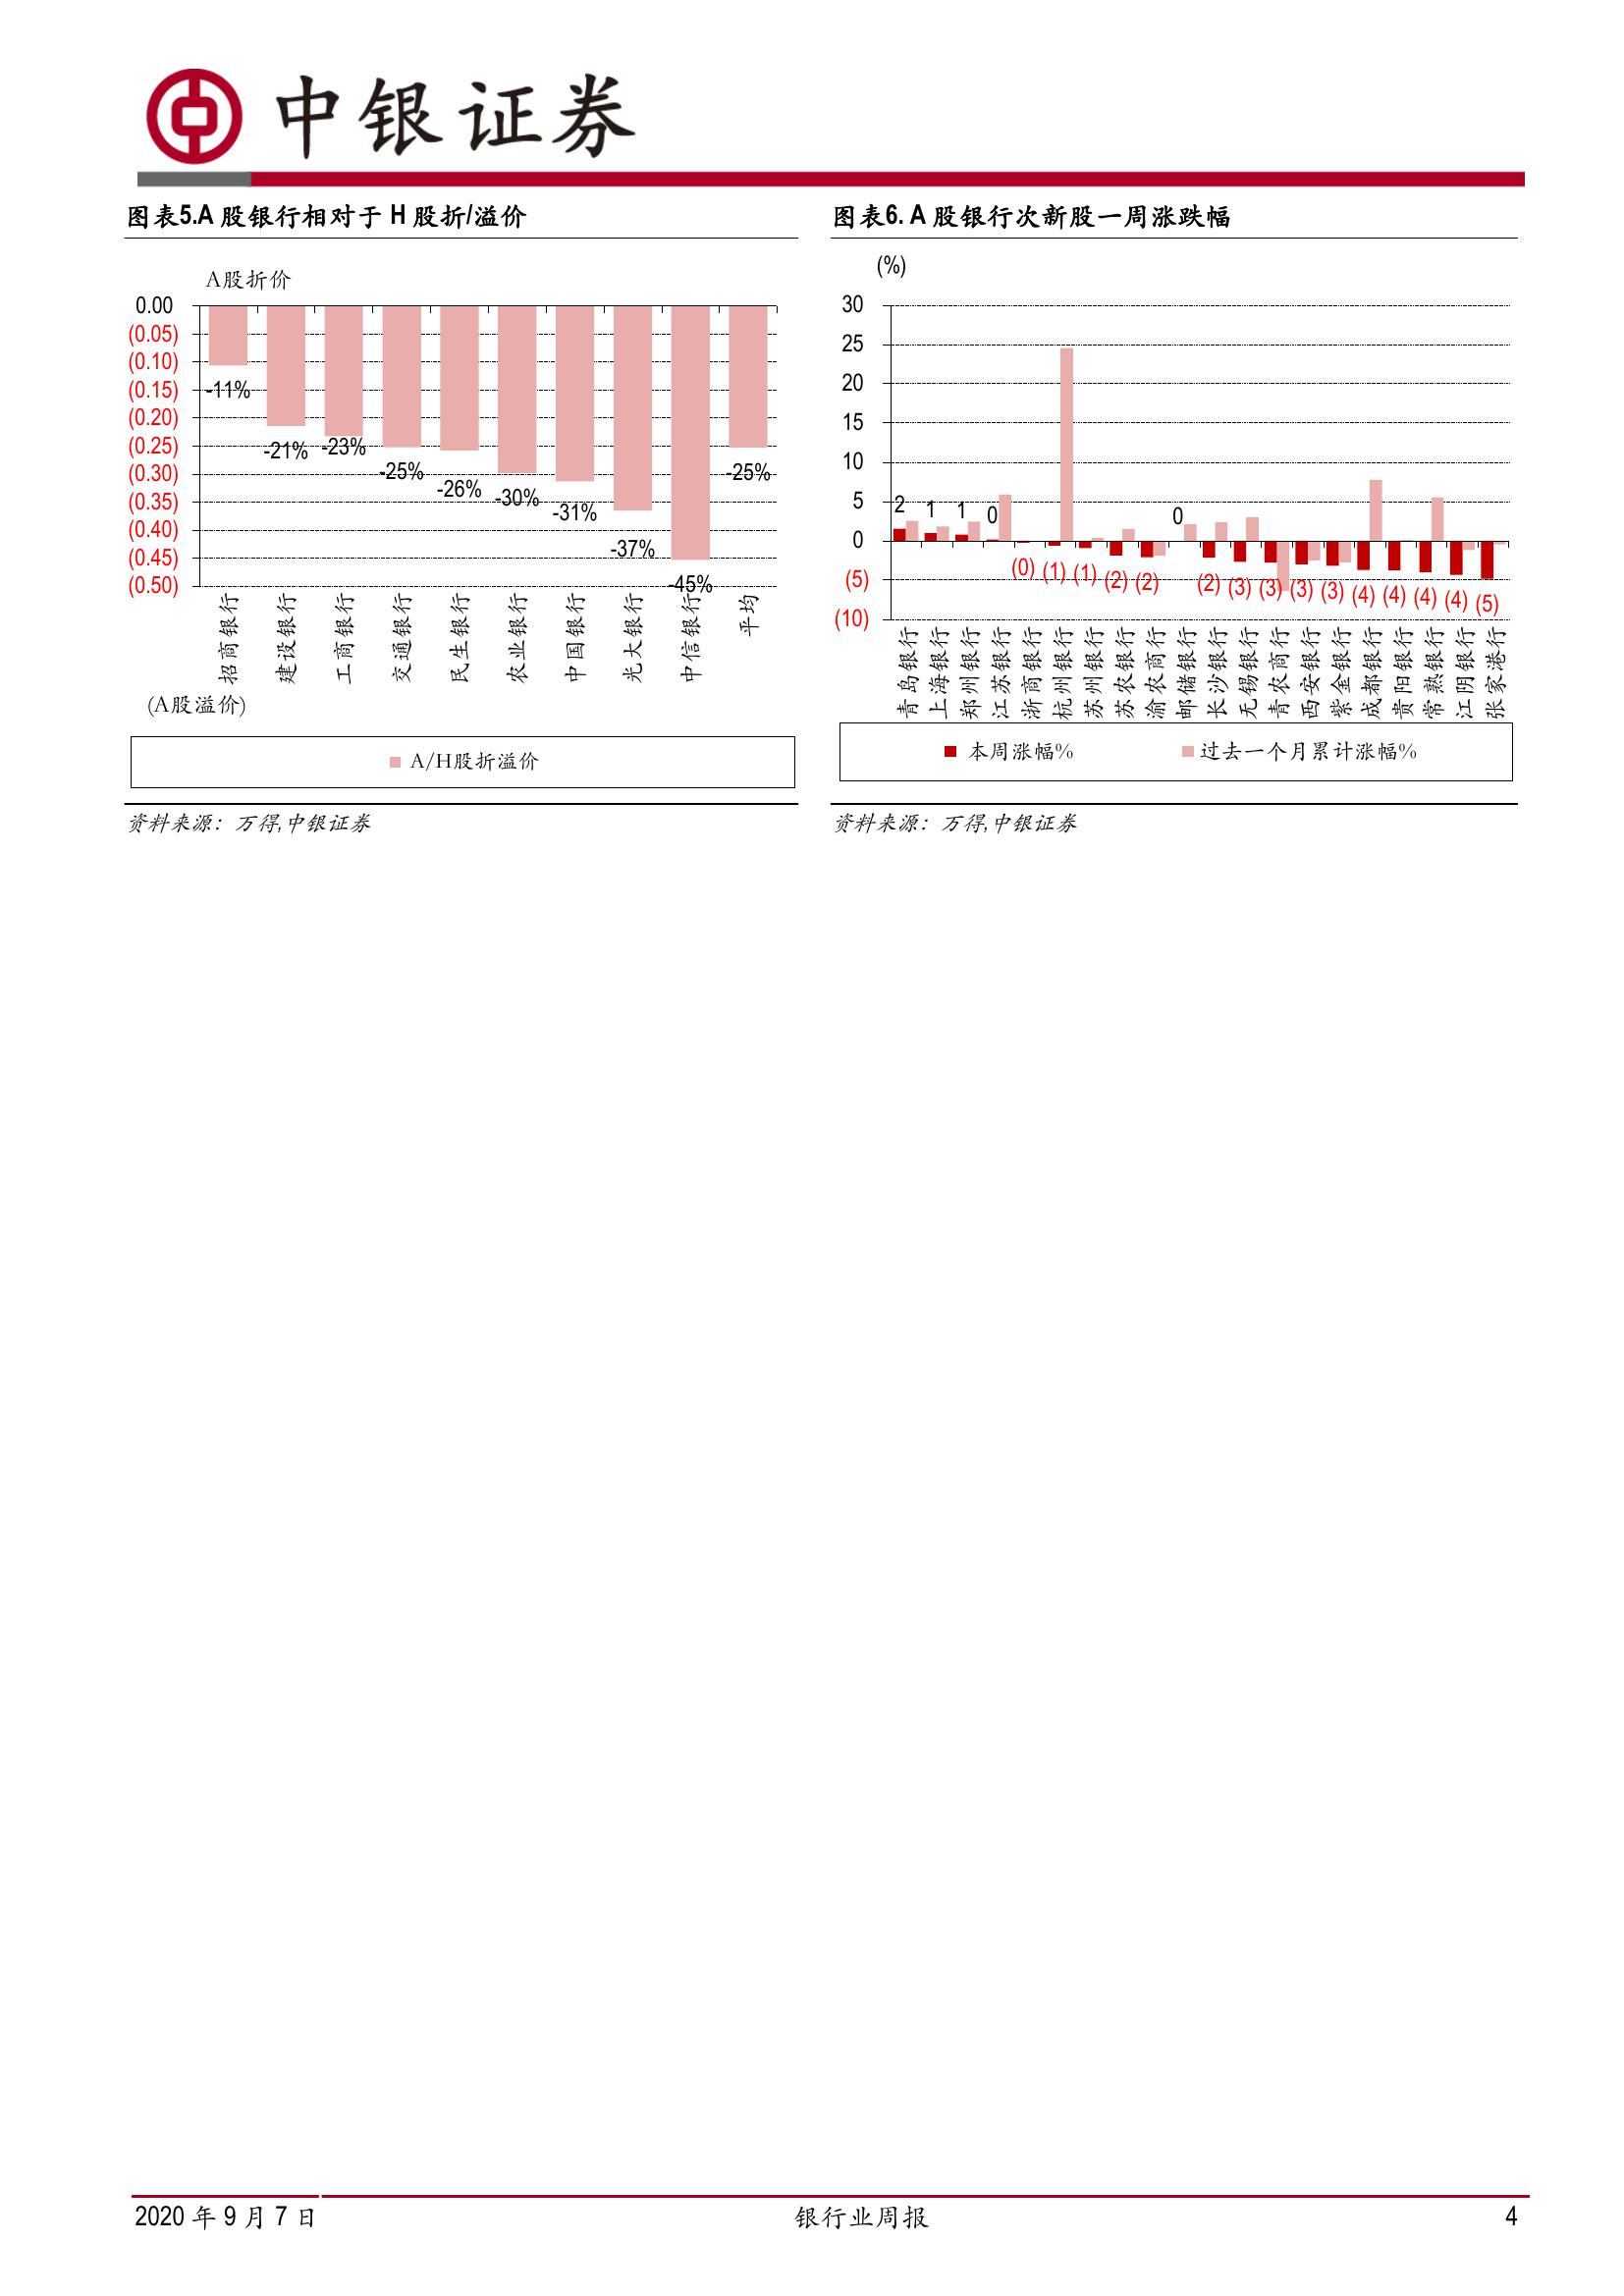 中银证券
图表5.A 股银行相对于 H 股折/溢价
A股折价
0.00
(0.05)
(0.10)
(0.15)
(0.20)
(0.25)
(0.30)
(0.35)
(0.40)
(0.45)
(0.50)
-11%
-21%
-23%
-25%
-26%
-30%
-31%
-37%
-45%
-25%
招商银行
建设银行
工商银行
交通银行
民生银行
农业银行
中国银行
光大银行
中信银行
平均
(A股溢价)
A/H股折溢价
资料来源：万得,中银证券
图表6. A 股银行次新股一周涨跌幅
(%)
30
25
20
15
10
5
0
(5)
(10)
2
1
1
0
(0)
(1)
(1)
(2)
(2)
0
(2)
(3)
(3)
(3)
(3)
(4)
(4)
(4)
(4)
(5)
青岛银行
上海银行
郑州银行
江苏银行
浙商银行
杭州银行
苏州银行
苏农银行
渝农商行
邮储银行
长沙银行
无锡银行
青农商行
西安银行
紫金银行
成都银行
贵阳银行
常熟银行
江阴银行
张家港行
本周涨幅%
过去一个月累计涨幅%
资料来源：万得,中银证券
2020 年 9 月 7 日
银行业周报
4